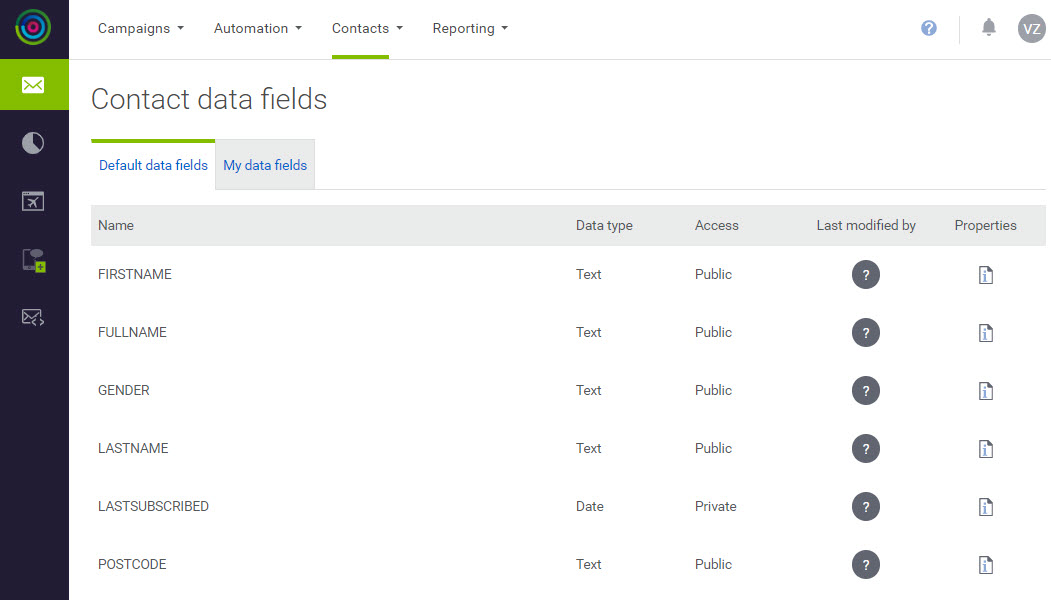 Campaigns Automation Contacts Reporting ? VZ
Contact data fields
Default data fields My data fields
Name Data type Access Last modified by Properties
FIRSTNAME Text Public ? i
FULLNAME Text Public ? i
GENDER Text Public ? i
LASTNAME Text Public ? i
LASTSUBSCRIBED Date Private ? i
POSTCODE Text Public ? i